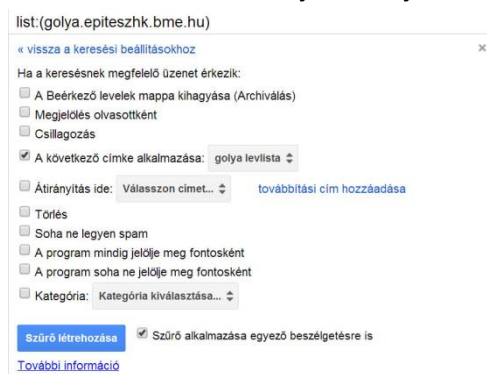 list:(golya.epiteszhk.bme.hu)
« vissza a keresési beállításokhoz ×
Ha a keresésnek megfelelő üzenet érkezik:
A Beérkező levelek mappa kihagyása (Archiválás)
Megjelölés olvasottként
Csillagozás
A következő címke alkalmazása: golya levlista
Átirányítás ide: Válasszon címet... továbbítási cím hozzáadása
Törlés
Soha ne legyen spam
A program mindig jelölje meg fontosként
A program soha ne jelölje meg fontosként
Kategória: Kategória kiválasztása...
Szűrő létrehozása Szűrő alkalmazása egyező beszélgetésre is
További információ